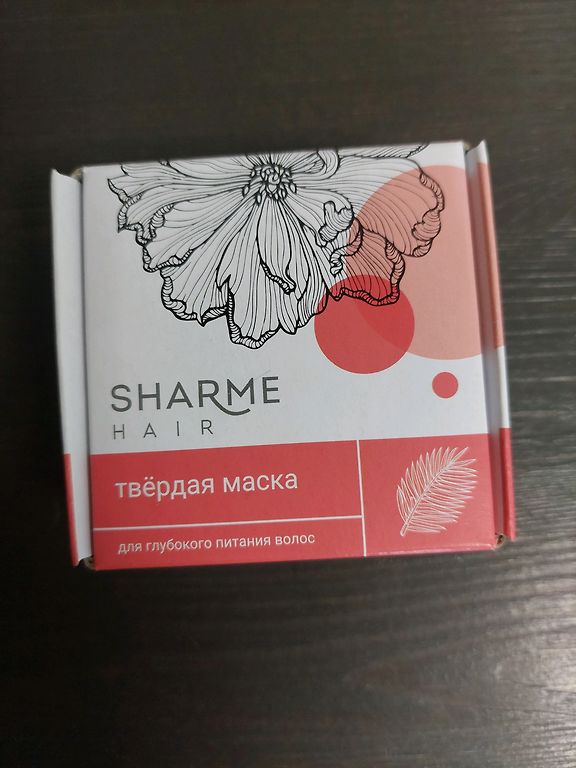 SHARME
HAIR
твёрдая маска
для глубокого питания волос